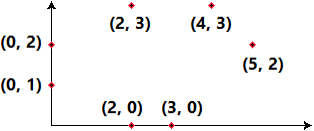 (2, 3) (4, 3)
(0, 2)
(5, 2)
(0, 1)
(2, 0) (3, 0)